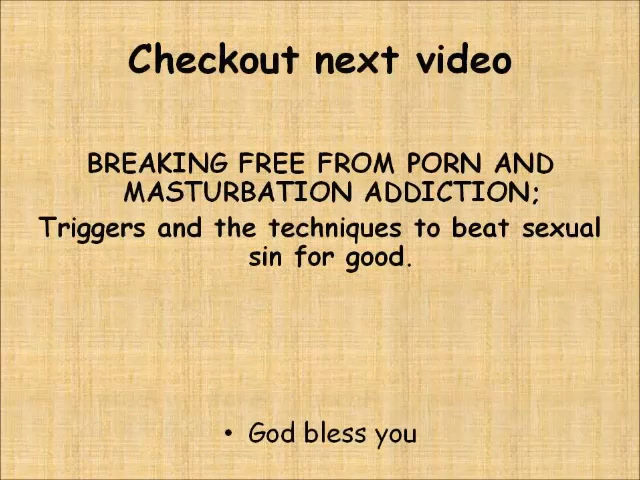 Checkout next video
BREAKING FREE FROM PORN AND
MASTURBATION ADDICTION;
Triggers and the techniques to beat sexual
sin for good.
• God bless you